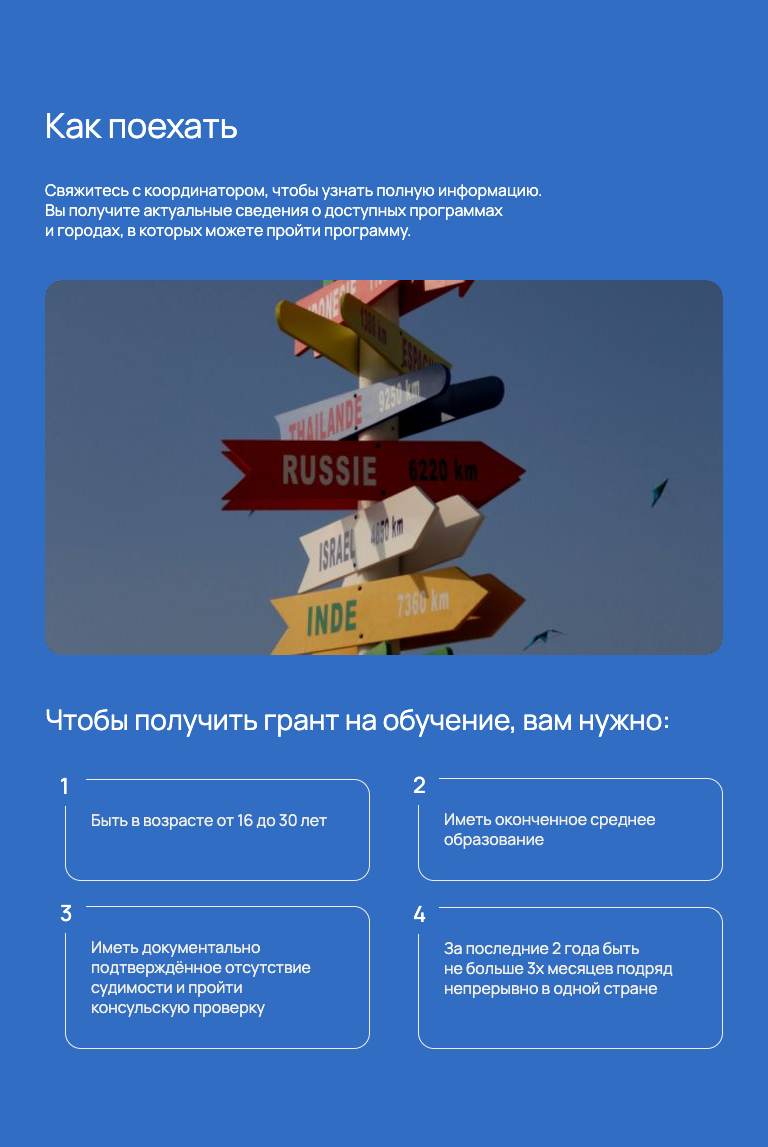 Как поехать
Свяжитесь с координатором, чтобы узнать полную информацию.
Вы получите актуальные сведения о доступных программах
и городах, в которых можете пройти программу.
1380 km
ESPAGNE
THAILANDE 9250 km
RUSSIE 6220 km
ISRAEL 4850 km
INDE 7360 km
Чтобы получить грант на обучение, вам нужно:
1
Быть в возрасте от 16 до 30 лет
2
Иметь оконченное среднее
образование
3
Иметь документально
подтверждённое отсутствие
судимости и пройти
консульскую проверку
4
За последние 2 года быть
не больше 3х месяцев подряд
непрерывно в одной стране